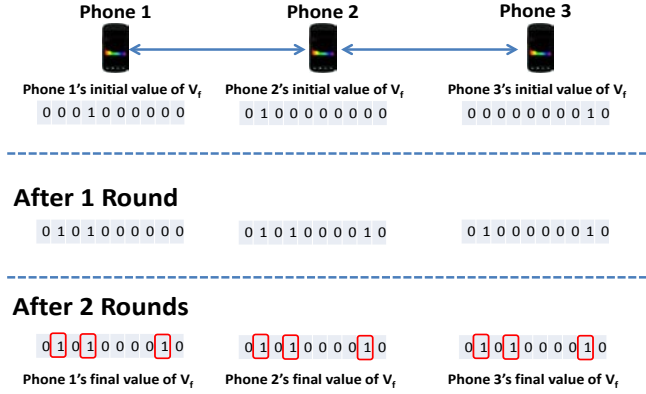 Phone 1 Phone 2 Phone 3
Phone 1's initial value of Vf Phone 2's initial value of Vf Phone 3's initial value of Vf
0 0 0 1 0 0 0 0 0 0 0 1 0 0 0 0 0 0 0 0 0 0 0 0 0 0 0 0 1 0
After 1 Round
0 1 0 1 0 0 0 0 0 0 0 1 0 1 0 0 0 0 1 0 0 1 0 0 0 0 0 0 1 0
After 2 Rounds
0 1 0 1 0 0 0 0 1 0 0 1 0 1 0 0 0 0 1 0 0 1 0 1 0 0 0 0 1 0
Phone 1's final value of Vf Phone 2's final value of Vf Phone 3's final value of Vf